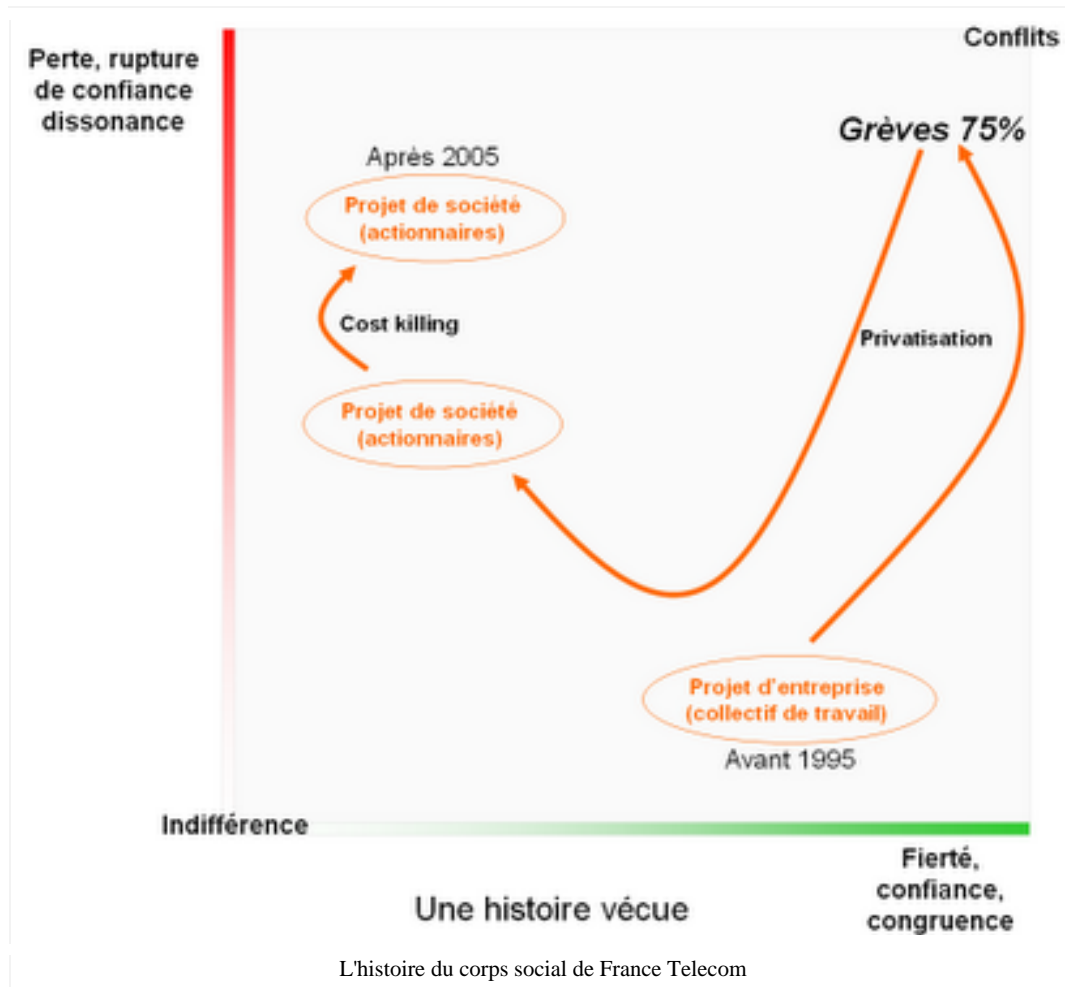 Conflits
Perte, rupture
de confiance
dissonance
Grèves 75%
Après 2005
Projet de société
(actionnaires)
Cost killing
Privatisation
Projet de société
(actionnaires)
Projet d'entreprise
(collectif de travail)
Avant 1995
Indifférence
Fierté,
confiance,
congruence
Une histoire vécue
L'histoire du corps social de France Telecom